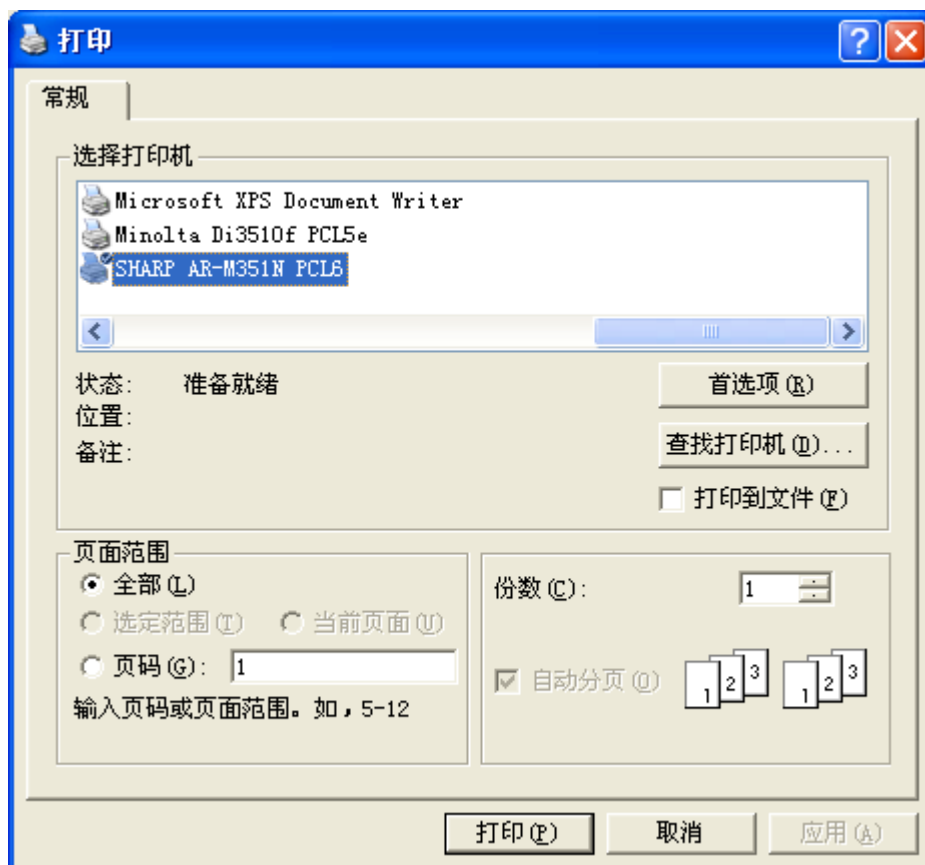 打印
常规
选择打印机
Microsoft XPS Document Writer
Minolta Di3510f PCL5e
SHARP AR-M351N PCL6
状态: 准备就绪
首选项(R)
位置:
查找打印机(D)...
备注:
打印到文件(F)
页面范围
全部(L)
选定范围(T) 当前页面(U)
页码(G): 1
输入页码或页面范围。如，5-12
份数(C): 1
自动分页(O)
1 2 3 1 2 3
打印(P) 取消 应用(A)